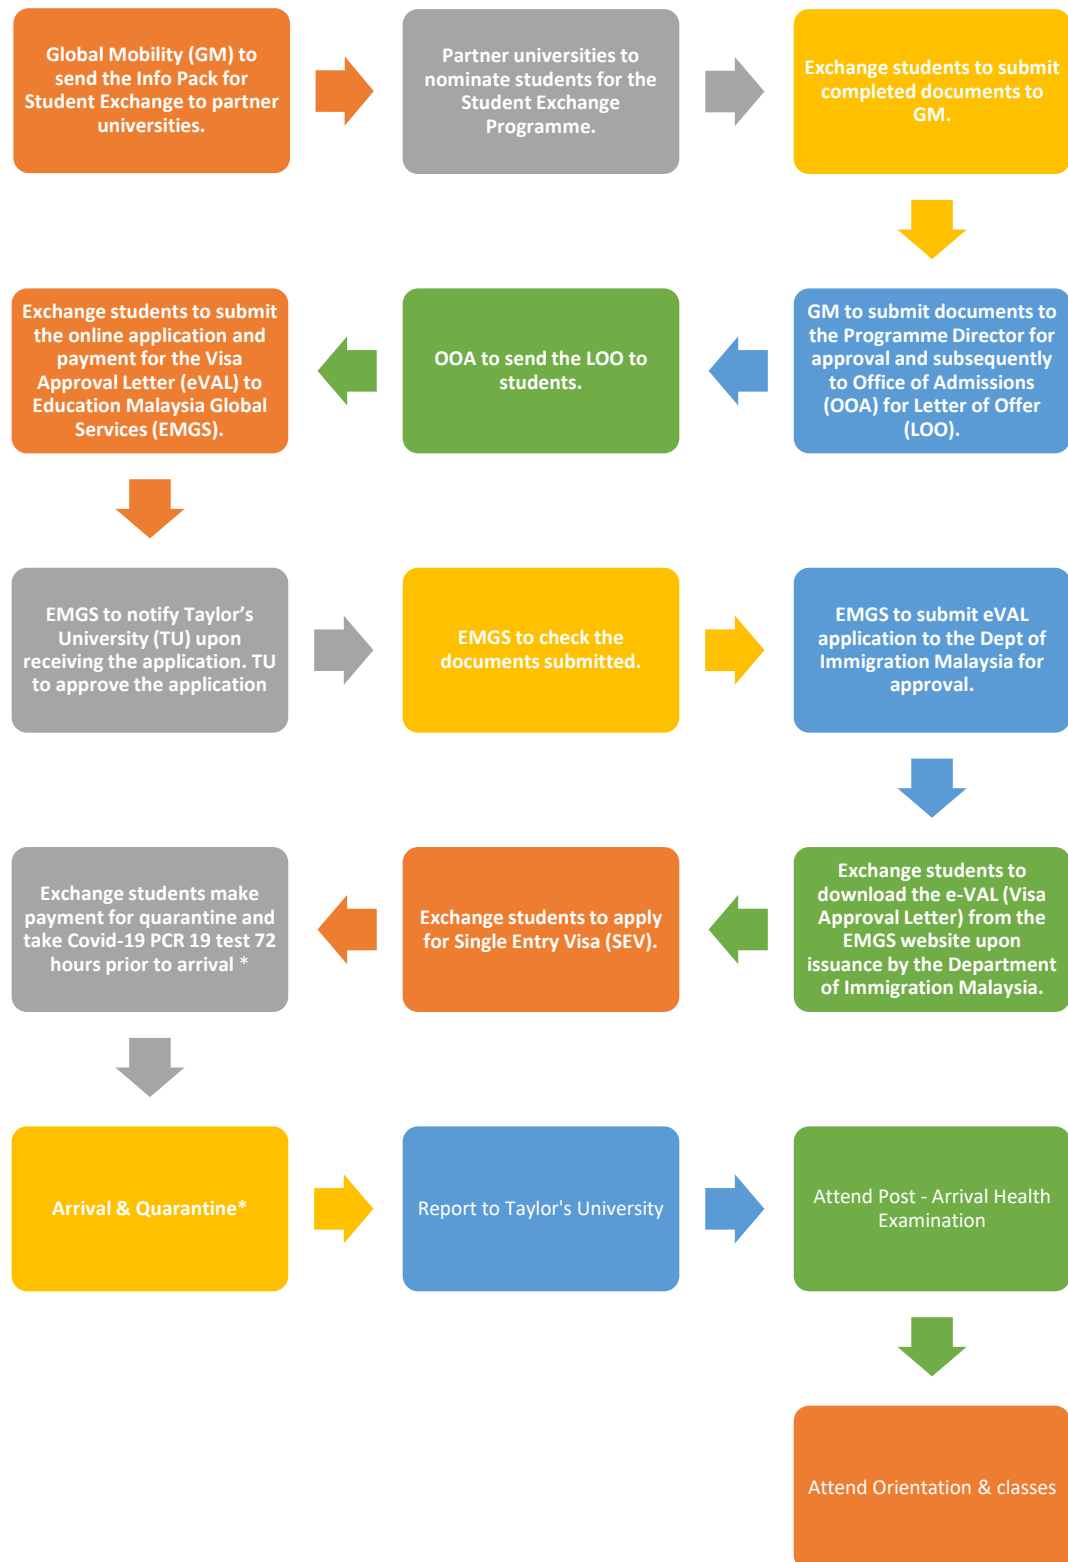 Global Mobility (GM) to
send the Info Pack for
Student Exchange to partner
universities.
Partner universities to
nominate students for the
Student Exchange
Programme.
Exchange students to submit
completed documents to
GM.
GM to submit documents to
the Programme Director for
approval and subsequently
to Office of Admissions
(OOA) for Letter of Offer
(LOO).
OOA to send the LOO to
students.
Exchange students to submit
the online application and
payment for the Visa
Approval Letter (eVAL) to
Education Malaysia Global
Services (EMGS).
EMGS to notify Taylor’s
University (TU) upon
receiving the application. TU
to approve the application
EMGS to check the
documents submitted.
EMGS to submit eVAL
application to the Dept of
Immigration Malaysia for
approval.
Exchange students to
download the e-VAL (Visa
Approval Letter) from the
EMGS website upon
issuance by the Department
of Immigration Malaysia.
Exchange students to apply
for Single Entry Visa (SEV).
Exchange students make
payment for quarantine and
take Covid-19 PCR 19 test 72
hours prior to arrival *
Arrival & Quarantine*
Report to Taylor's University
Attend Post - Arrival Health
Examination
Attend Orientation & classes